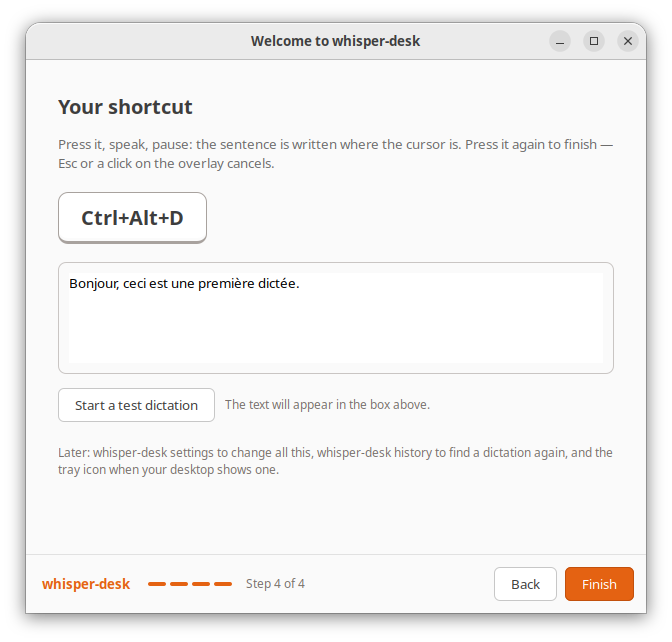 Welcome to whisper-desk
Your shortcut
Press it, speak, pause: the sentence is written where the cursor is. Press it again to finish —
Esc or a click on the overlay cancels.
Ctrl+Alt+D
Bonjour, ceci est une première dictée.
Start a test dictation
The text will appear in the box above.
Later: whisper-desk settings to change all this, whisper-desk history to find a dictation again, and the
tray icon when your desktop shows one.
whisper-desk
Step 4 of 4
Back
Finish